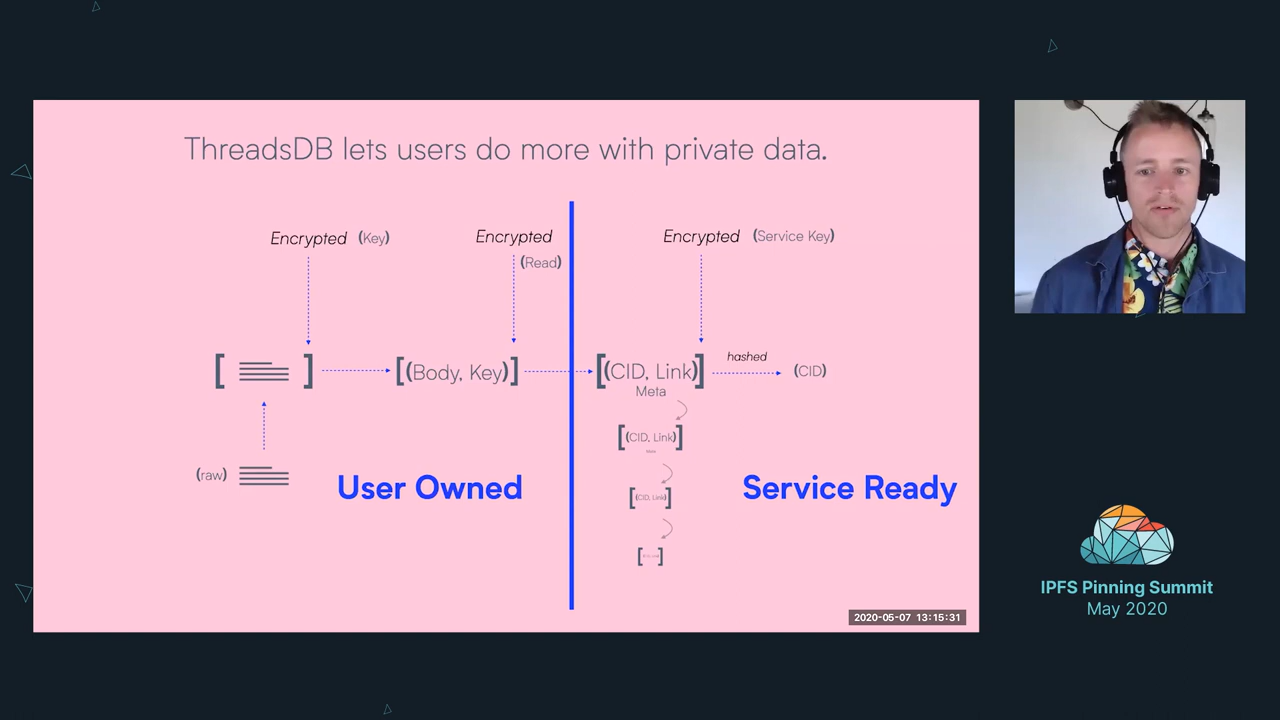 ThreadsDB lets users do more with private data.
Encrypted (Key)
Encrypted
(Read)
Encrypted (Service Key)
[(Body, Key)]
[(CID, Link)]
Meta
hashed
(CID)
[(CID, Link)]
[(CID, Link)]
(raw)
User Owned
Service Ready
2020-05-07 13:15:31
IPFS Pinning Summit
May 2020